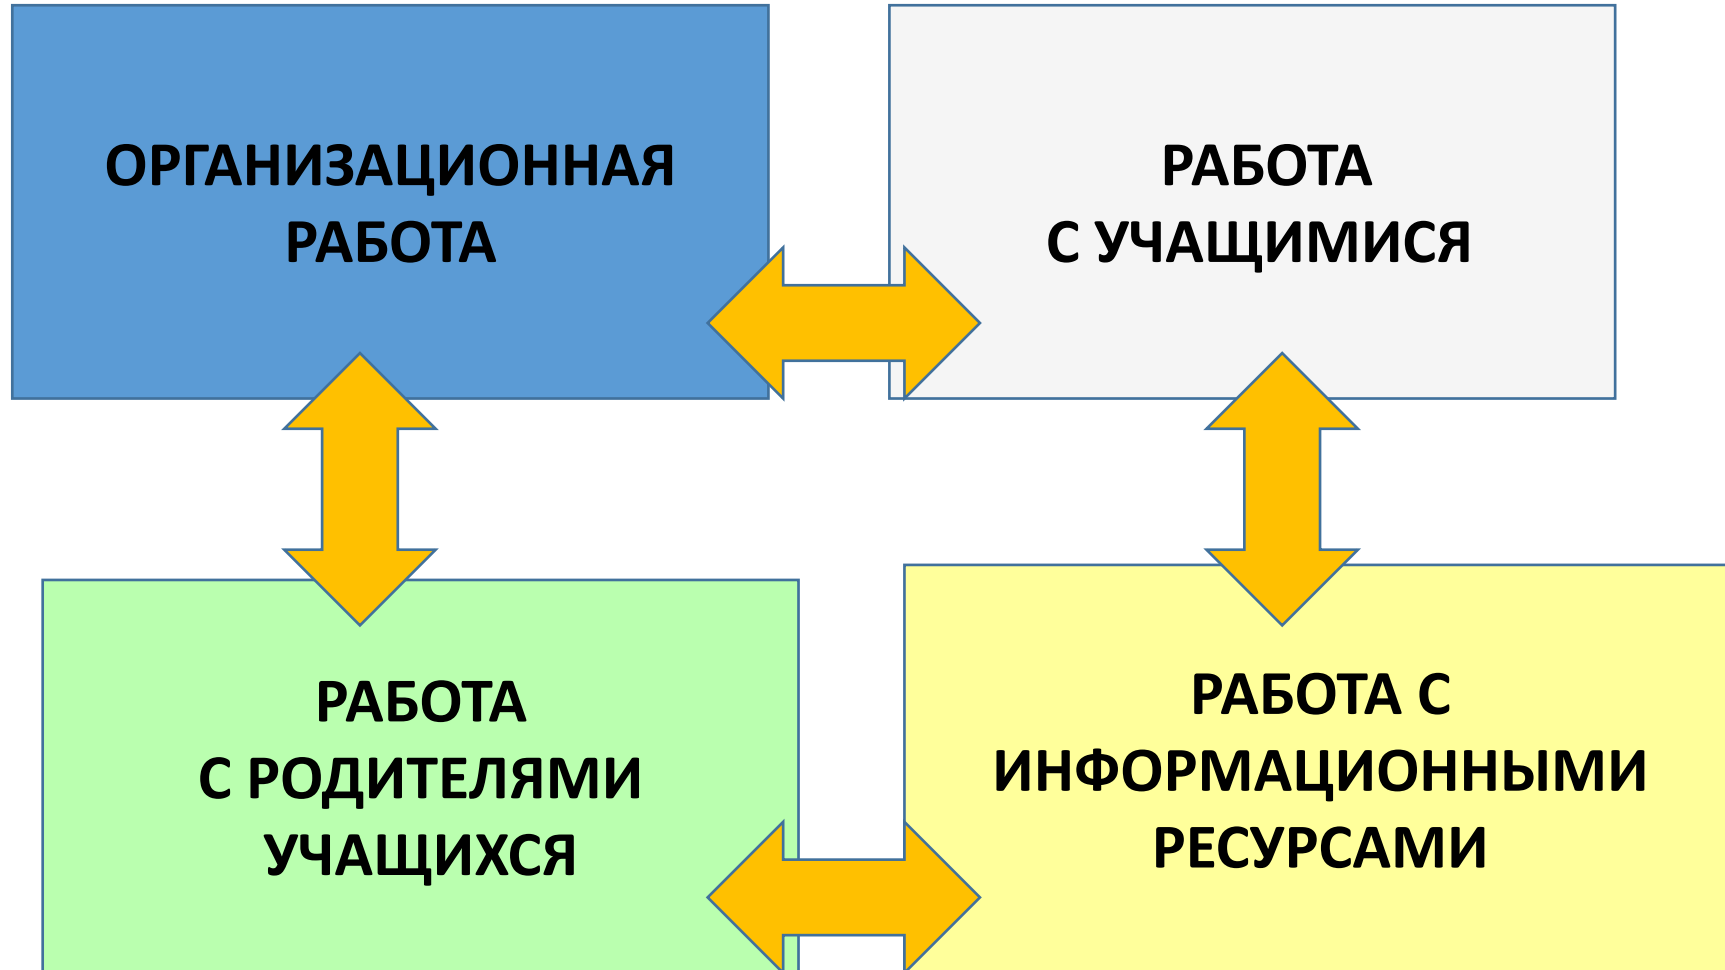 ОРГАНИЗАЦИОННАЯ
РАБОТА
РАБОТА
С УЧАЩИМИСЯ
РАБОТА
С РОДИТЕЛЯМИ
УЧАЩИХСЯ
РАБОТА С
ИНФОРМАЦИОННЫМИ
РЕСУРСАМИ